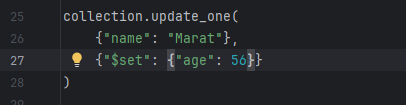 25 collection.update_one(
26     {"name": "Marat"},
27     {"$set": {"age": 56}}
28 )